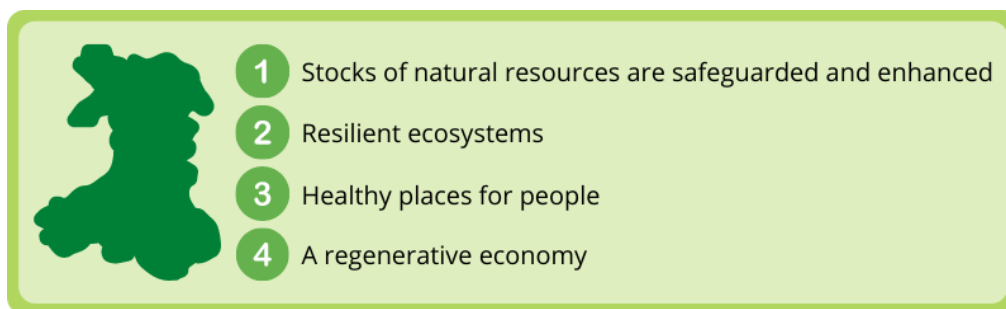 1 Stocks of natural resources are safeguarded and enhanced
2 Resilient ecosystems
3 Healthy places for people
4 A regenerative economy